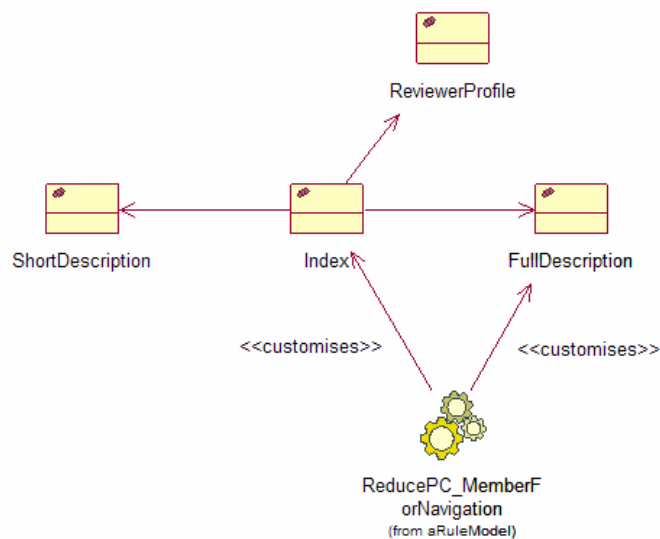 ReviewerProfile
ShortDescription
Index
FullDescription
<<customises>>
<<customises>>
ReducePC_MemberF
orNavigation
(from aRuleModel)